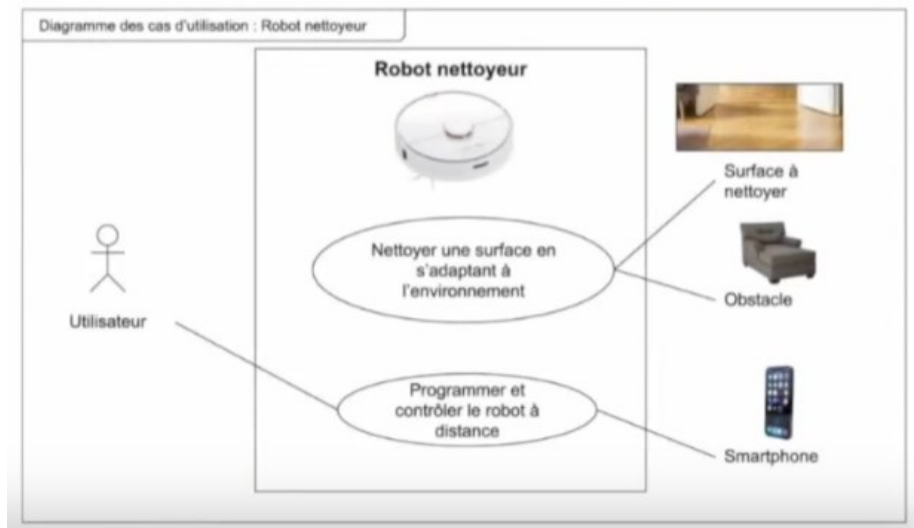 Diagramme des cas d'utilisation : Robot nettoyeur
Robot nettoyeur
Surface à
nettoyer
Nettoyer une surface en
s'adaptant à
l'environnement
Obstacle
Utilisateur
Programmer et
contrôler le robot à
distance
Smartphone